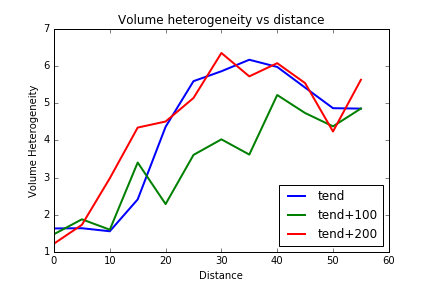 Volume heterogeneity vs distance
Volume Heterogeneity
7
6
5
4
3
2
1
0
10
20
30
40
50
60
Distance
tend
tend+100
tend+200